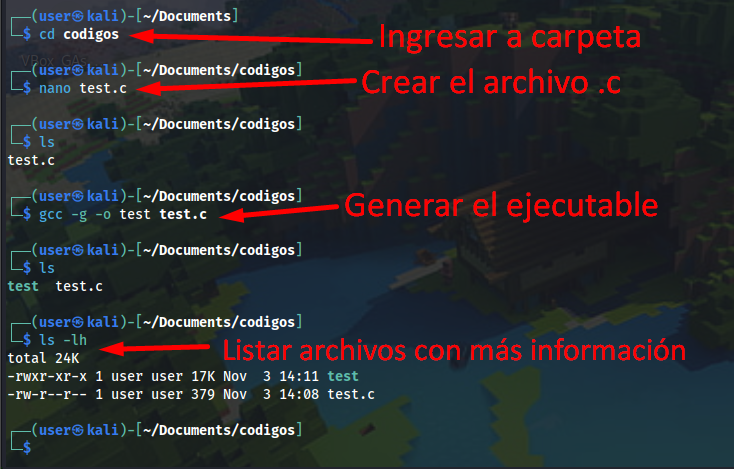 ┌──(user㉿kali)-[~/Documents]
└─$ cd codigos
Ingresar a carpeta
┌──(user㉿kali)-[~/Documents/codigos]
└─$ nano test.c
Crear el archivo .c
┌──(user㉿kali)-[~/Documents/codigos]
└─$ ls
test.c
┌──(user㉿kali)-[~/Documents/codigos]
└─$ gcc -g -o test test.c
Generar el ejecutable
┌──(user㉿kali)-[~/Documents/codigos]
└─$ ls
test  test.c
┌──(user㉿kali)-[~/Documents/codigos]
└─$ ls -lh
Listar archivos con más información
total 24K
-rwxr-xr-x 1 user user 17K Nov  3 14:11 test
-rw-r--r-- 1 user user 379 Nov  3 14:08 test.c
┌──(user㉿kali)-[~/Documents/codigos]
└─$